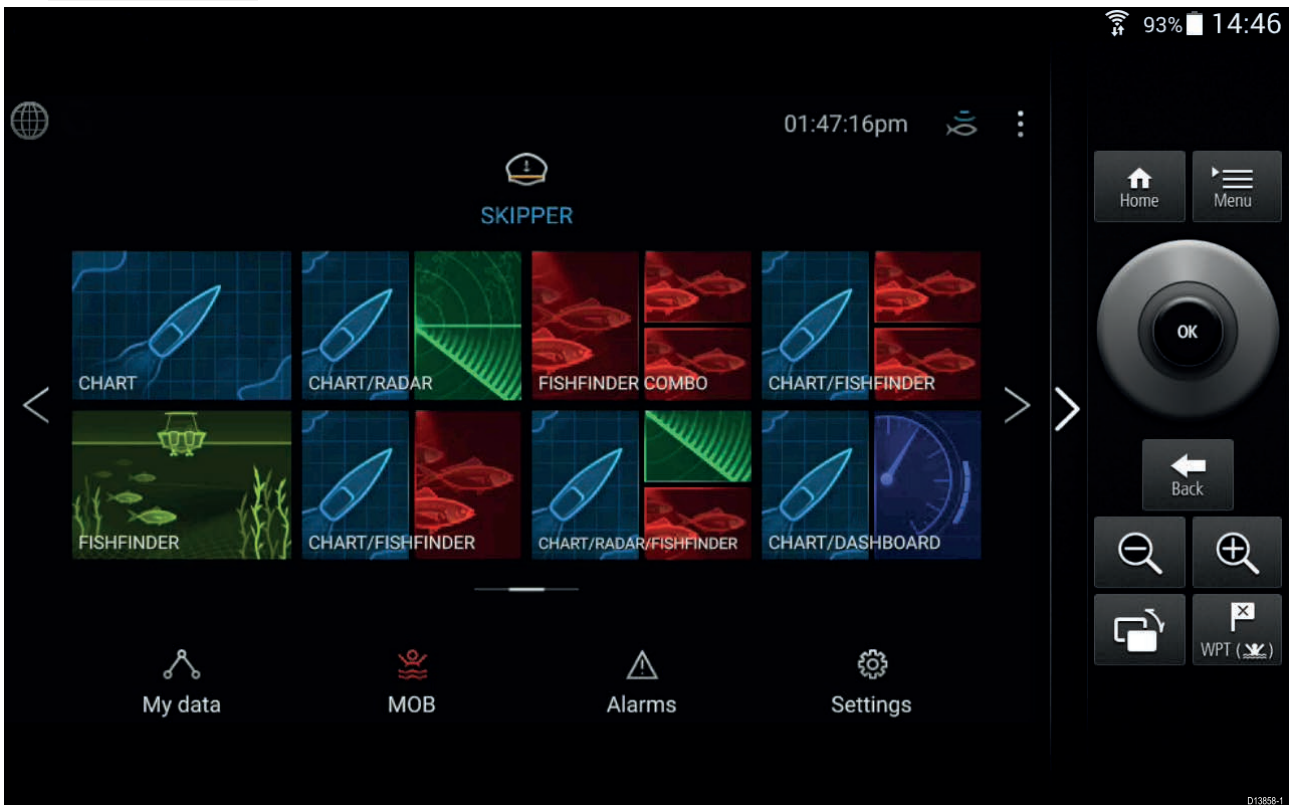 93% 14:46
01:47:16pm
SKIPPER
Home Menu
CHART CHART/RADAR FISHFINDER COMBO CHART/FISHFINDER
OK
FISHFINDER CHART/FISHFINDER CHART/RADAR/FISHFINDER CHART/DASHBOARD
Back
WPT ( )
My data MOB Alarms Settings
D13858-1